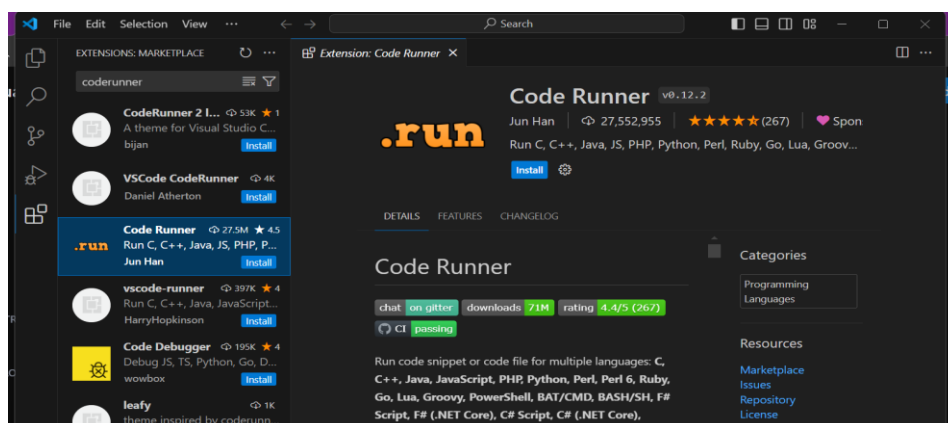 File Edit Selection View ... Search
EXTENSIONS: MARKETPLACE
coderunner
CodeRunner 2 l... 53K ★ 1
A theme for Visual Studio C...
bijan Install
VSCode CodeRunner 4K
Daniel Atherton Install
Code Runner 27.5M ★ 4.5
Run C, C++, Java, JS, PHP, P...
Jun Han Install
vscode-runner 397K ★ 4
Run C, C++, Java, JavaScript...
HarryHopkinson Install
Code Debugger 195K ★ 4
Debug JS, TS, Python, Go, D...
wowbox Install
leafy 1K
theme inspired by coderunn...
Extension: Code Runner
.run
Code Runner v0.12.2
Jun Han 27,552,955 (267) Spon
Run C, C++, Java, JS, PHP, Python, Perl, Ruby, Go, Lua, Groov...
Install
DETAILS FEATURES CHANGELOG
Code Runner
chat on gitter downloads 71M rating 4.4/5 (267)
CI passing
Run code snippet or code file for multiple languages: C,
C++, Java, JavaScript, PHP, Python, Perl, Perl 6, Ruby,
Go, Lua, Groovy, PowerShell, BAT/CMD, BASH/SH, F#
Script, F# (.NET Core), C# Script, C# (.NET Core),
Categories
Programming
Languages
Resources
Marketplace
Issues
Repository
License